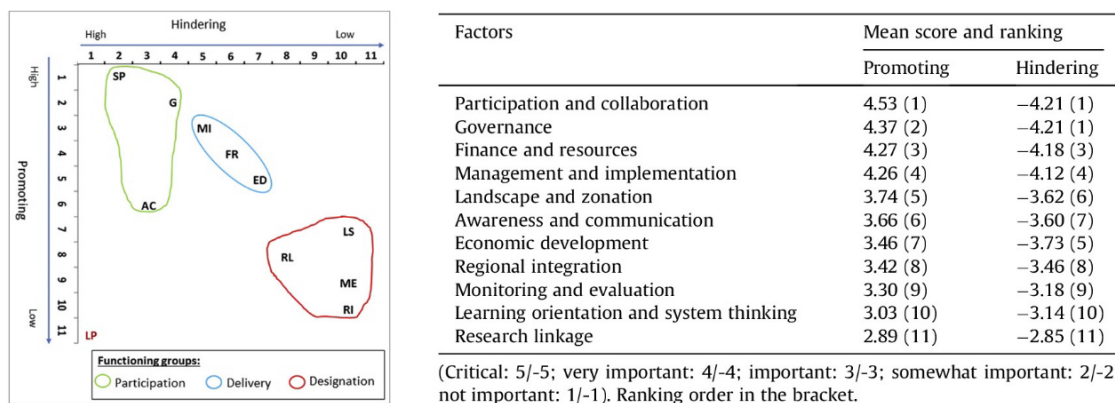 Hindering
High Low
1 2 3 4 5 6 7 8 9 10 11
Promoting
High
Low
1 SP
2 G
3 MI
4 FR
5 ED
6 AC
7 LS
8 RL
9 ME
10 RI
11 LP
Functioning groups:
Participation Delivery Designation
Factors Mean score and ranking
Promoting Hindering
Participation and collaboration 4.53 (1) −4.21 (1)
Governance 4.37 (2) −4.21 (1)
Finance and resources 4.27 (3) −4.18 (3)
Management and implementation 4.26 (4) −4.12 (4)
Landscape and zonation 3.74 (5) −3.62 (6)
Awareness and communication 3.66 (6) −3.60 (7)
Economic development 3.46 (7) −3.73 (5)
Regional integration 3.42 (8) −3.46 (8)
Monitoring and evaluation 3.30 (9) −3.18 (9)
Learning orientation and system thinking 3.03 (10) −3.14 (10)
Research linkage 2.89 (11) −2.85 (11)
(Critical: 5/-5; very important: 4/-4; important: 3/-3; somewhat important: 2/-2
not important: 1/-1). Ranking order in the bracket.